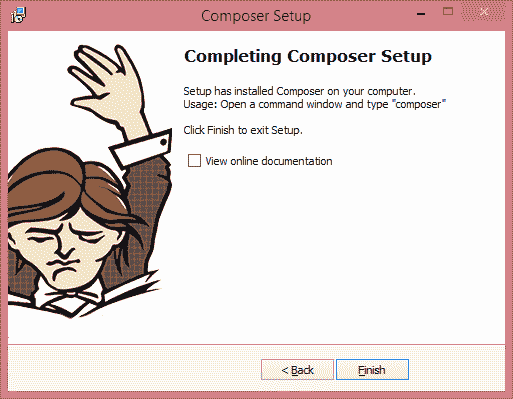 Composer Setup
Completing Composer Setup
Setup has installed Composer on your computer.
Usage: Open a command window and type "composer"
Click Finish to exit Setup.
View online documentation
< Back
Finish